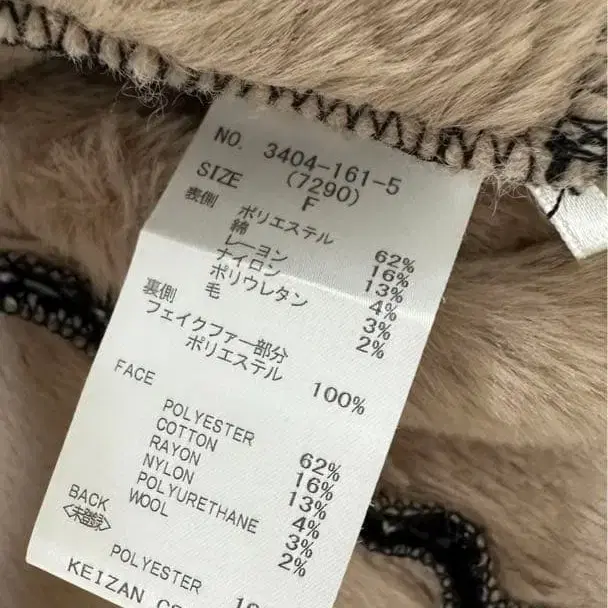 NO. 3404-161-5
(7290)
SIZE F
表側 ポリエステル 62%
綿 16%
レーヨン 13%
ナイロン 4%
ポリウレタン 3%
毛 2%
裏側
フェイクファー部分
ポリエステル 100%
FACE
POLYESTER 62%
COTTON 16%
RAYON 13%
NYLON 4%
POLYURETHANE 3%
WOOL 2%
BACK
<未登録>
POLYESTER
KEIZAN